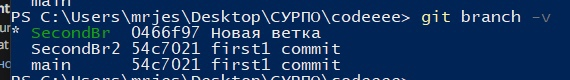 main
PS C:\Users\mrjes\Desktop\СУРПО\codeeee> git branch -v
* SecondBr  0466f97 Новая ветка
  SecondBr2 54c7021 first1 commit
  main      54c7021 first1 commit